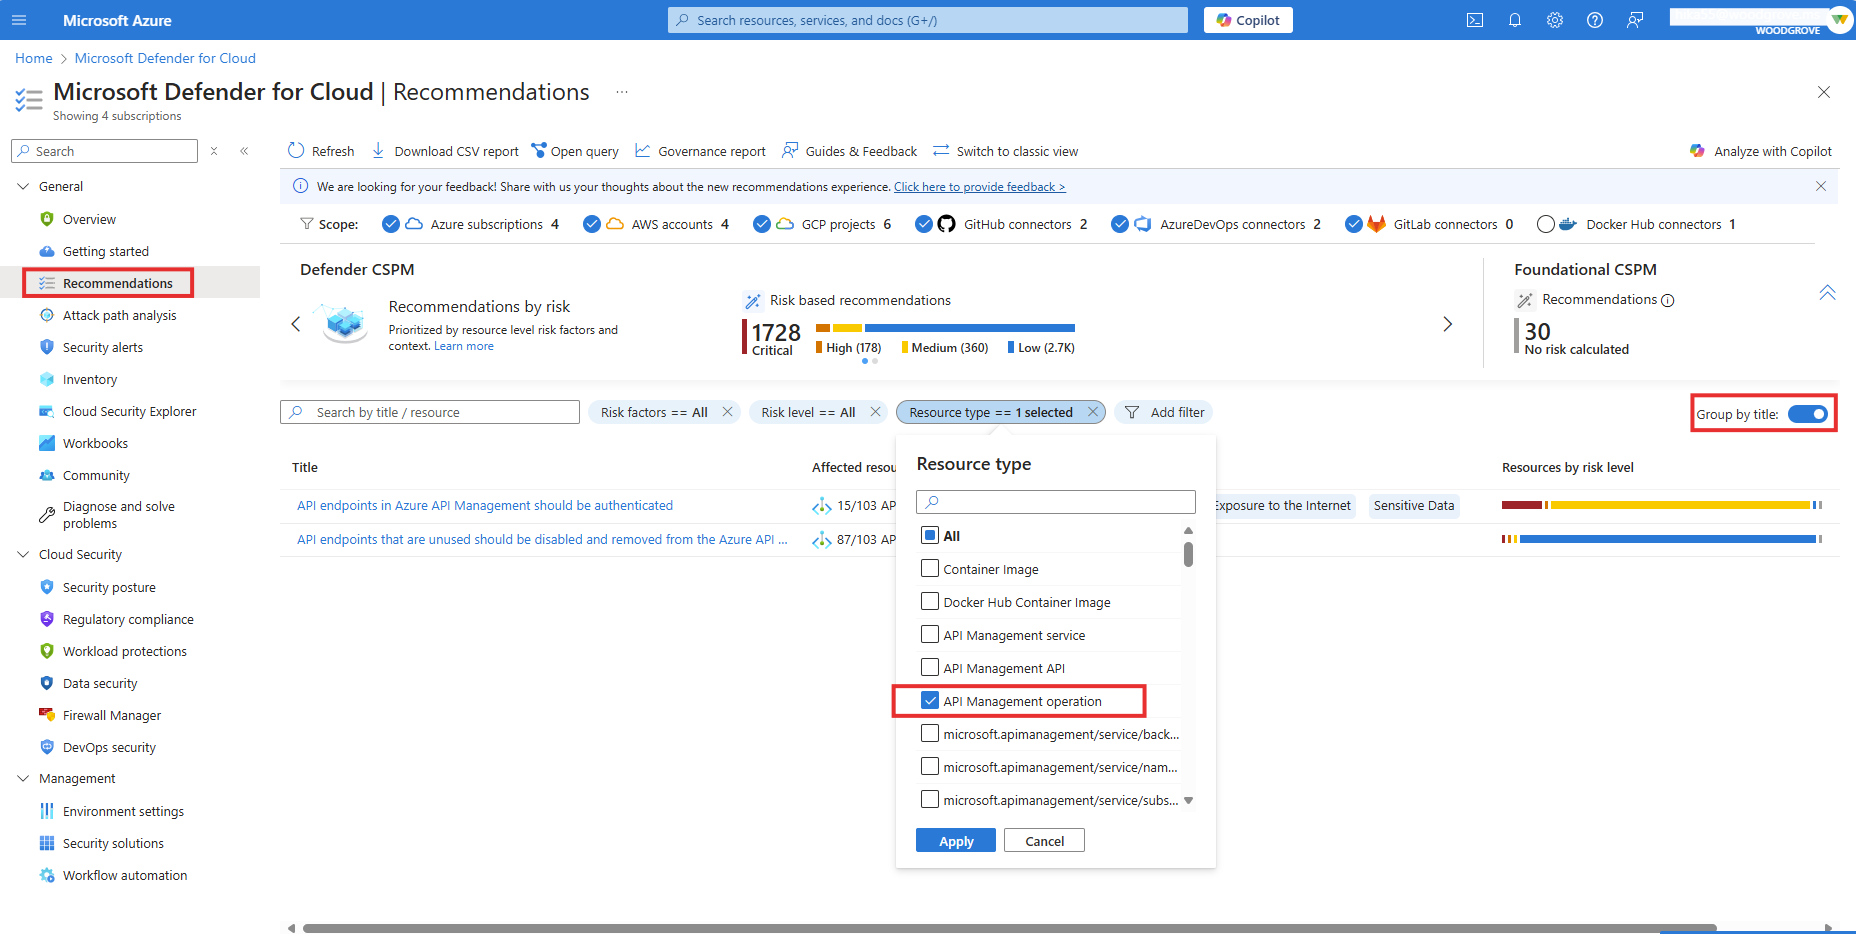 Microsoft Azure
Search resources, services, and docs (G+/)
Copilot
WOODGROVE
Home > Microsoft Defender for Cloud
Microsoft Defender for Cloud | Recommendations ...
Showing 4 subscriptions
Search
Refresh Download CSV report Open query Governance report Guides & Feedback Switch to classic view Analyze with Copilot
We are looking for your feedback! Share with us your thoughts about the new recommendations experience. Click here to provide feedback >
Scope: Azure subscriptions 4 AWS accounts 4 GCP projects 6 GitHub connectors 2 AzureDevOps connectors 2 GitLab connectors 0 Docker Hub connectors 1
General
Overview
Getting started
Recommendations
Attack path analysis
Security alerts
Inventory
Cloud Security Explorer
Workbooks
Community
Diagnose and solve
problems
Cloud Security
Security posture
Regulatory compliance
Workload protections
Data security
Firewall Manager
DevOps security
Management
Environment settings
Security solutions
Workflow automation
Defender CSPM
Recommendations by risk
Prioritized by resource level risk factors and
context. Learn more
Risk based recommendations
1728
Critical
High (178) Medium (360) Low (2.7K)
Foundational CSPM
Recommendations
30
No risk calculated
Search by title / resource
Risk factors == All
Risk level == All
Resource type == 1 selected
Add filter
Group by title:
Title Affected resou Resources by risk level
API endpoints in Azure API Management should be authenticated 15/103 AP Exposure to the Internet Sensitive Data
API endpoints that are unused should be disabled and removed from the Azure API ... 87/103 AP
Resource type
All
Container Image
Docker Hub Container Image
API Management service
API Management API
API Management operation
microsoft.apimanagement/service/back...
microsoft.apimanagement/service/nam...
microsoft.apimanagement/service/subs...
Apply Cancel